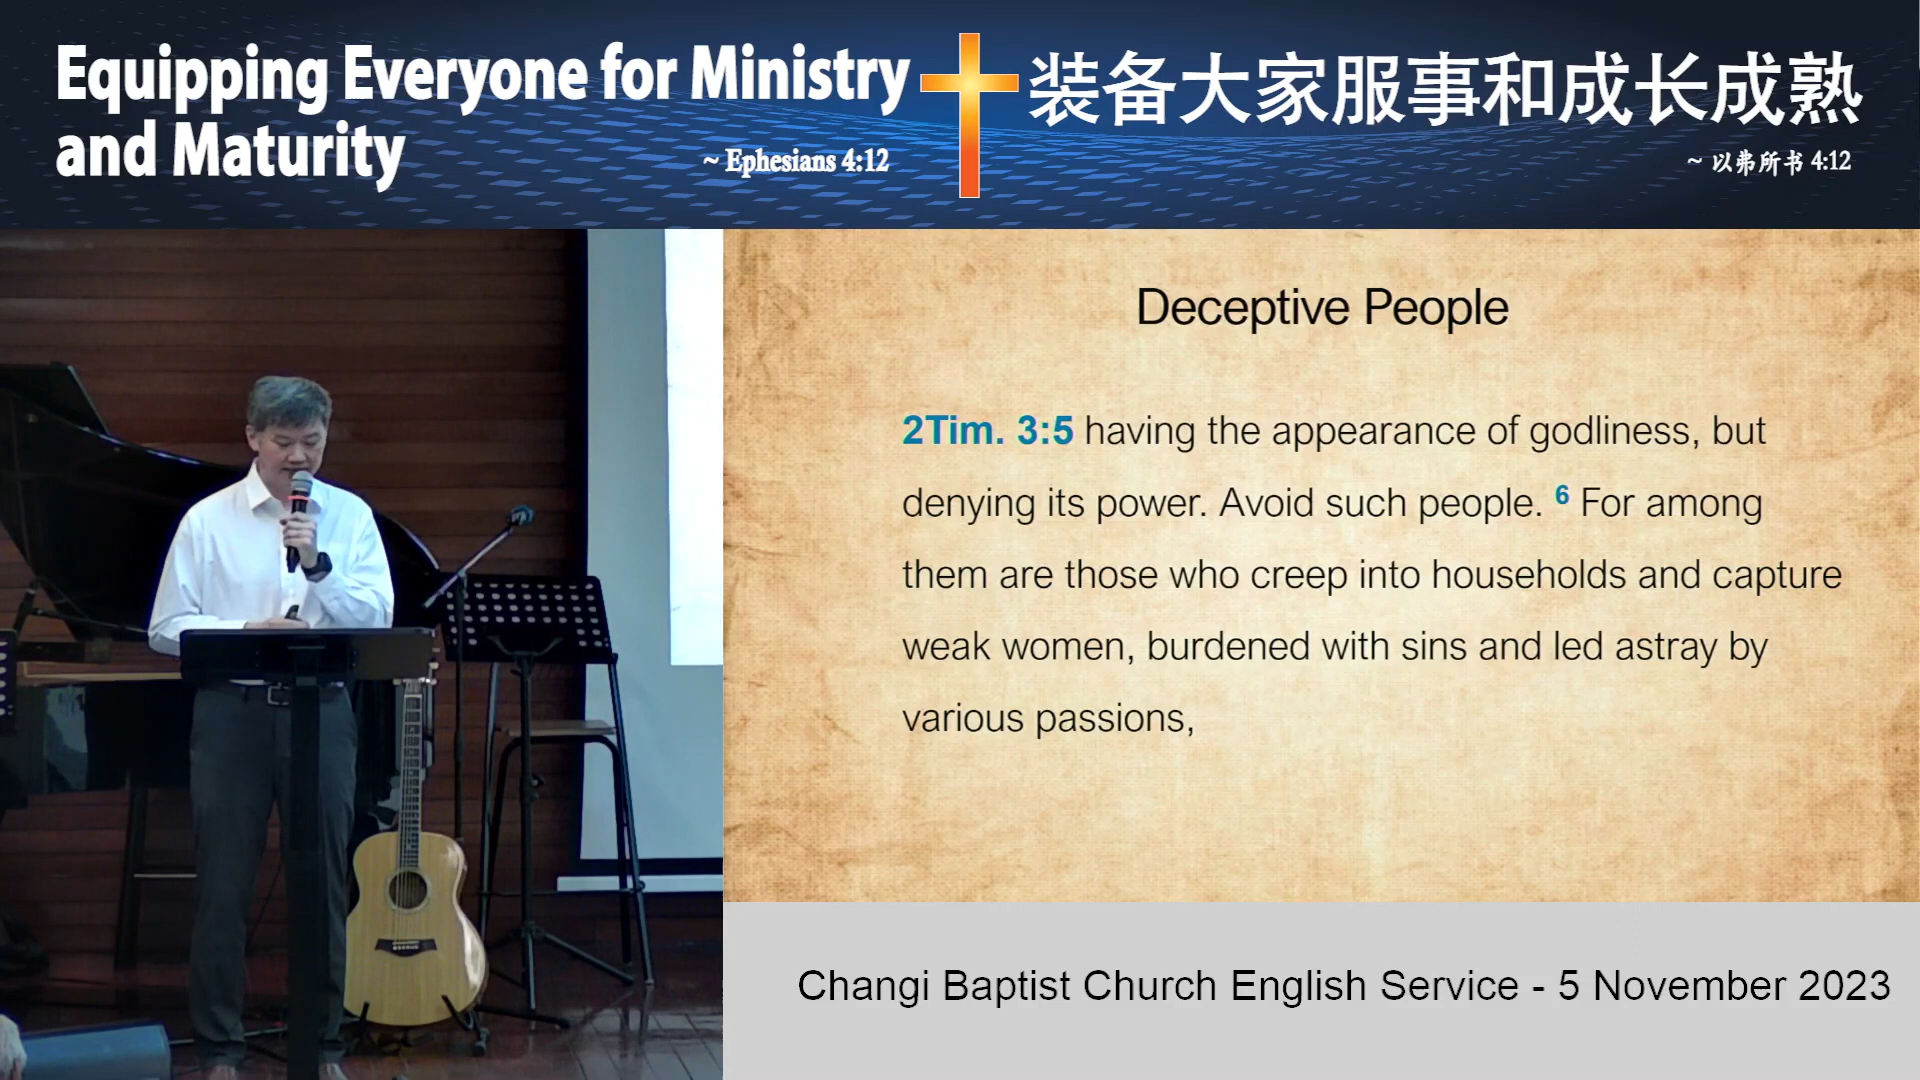 Equipping Everyone for Ministry
and Maturity
~ Ephesians 4:12
装备大家服事和成长成熟
~ 以弗所书 4:12
Deceptive People
2Tim. 3:5 having the appearance of godliness, but
denying its power. Avoid such people. 6 For among
them are those who creep into households and capture
weak women, burdened with sins and led astray by
various passions,
Changi Baptist Church English Service - 5 November 2023